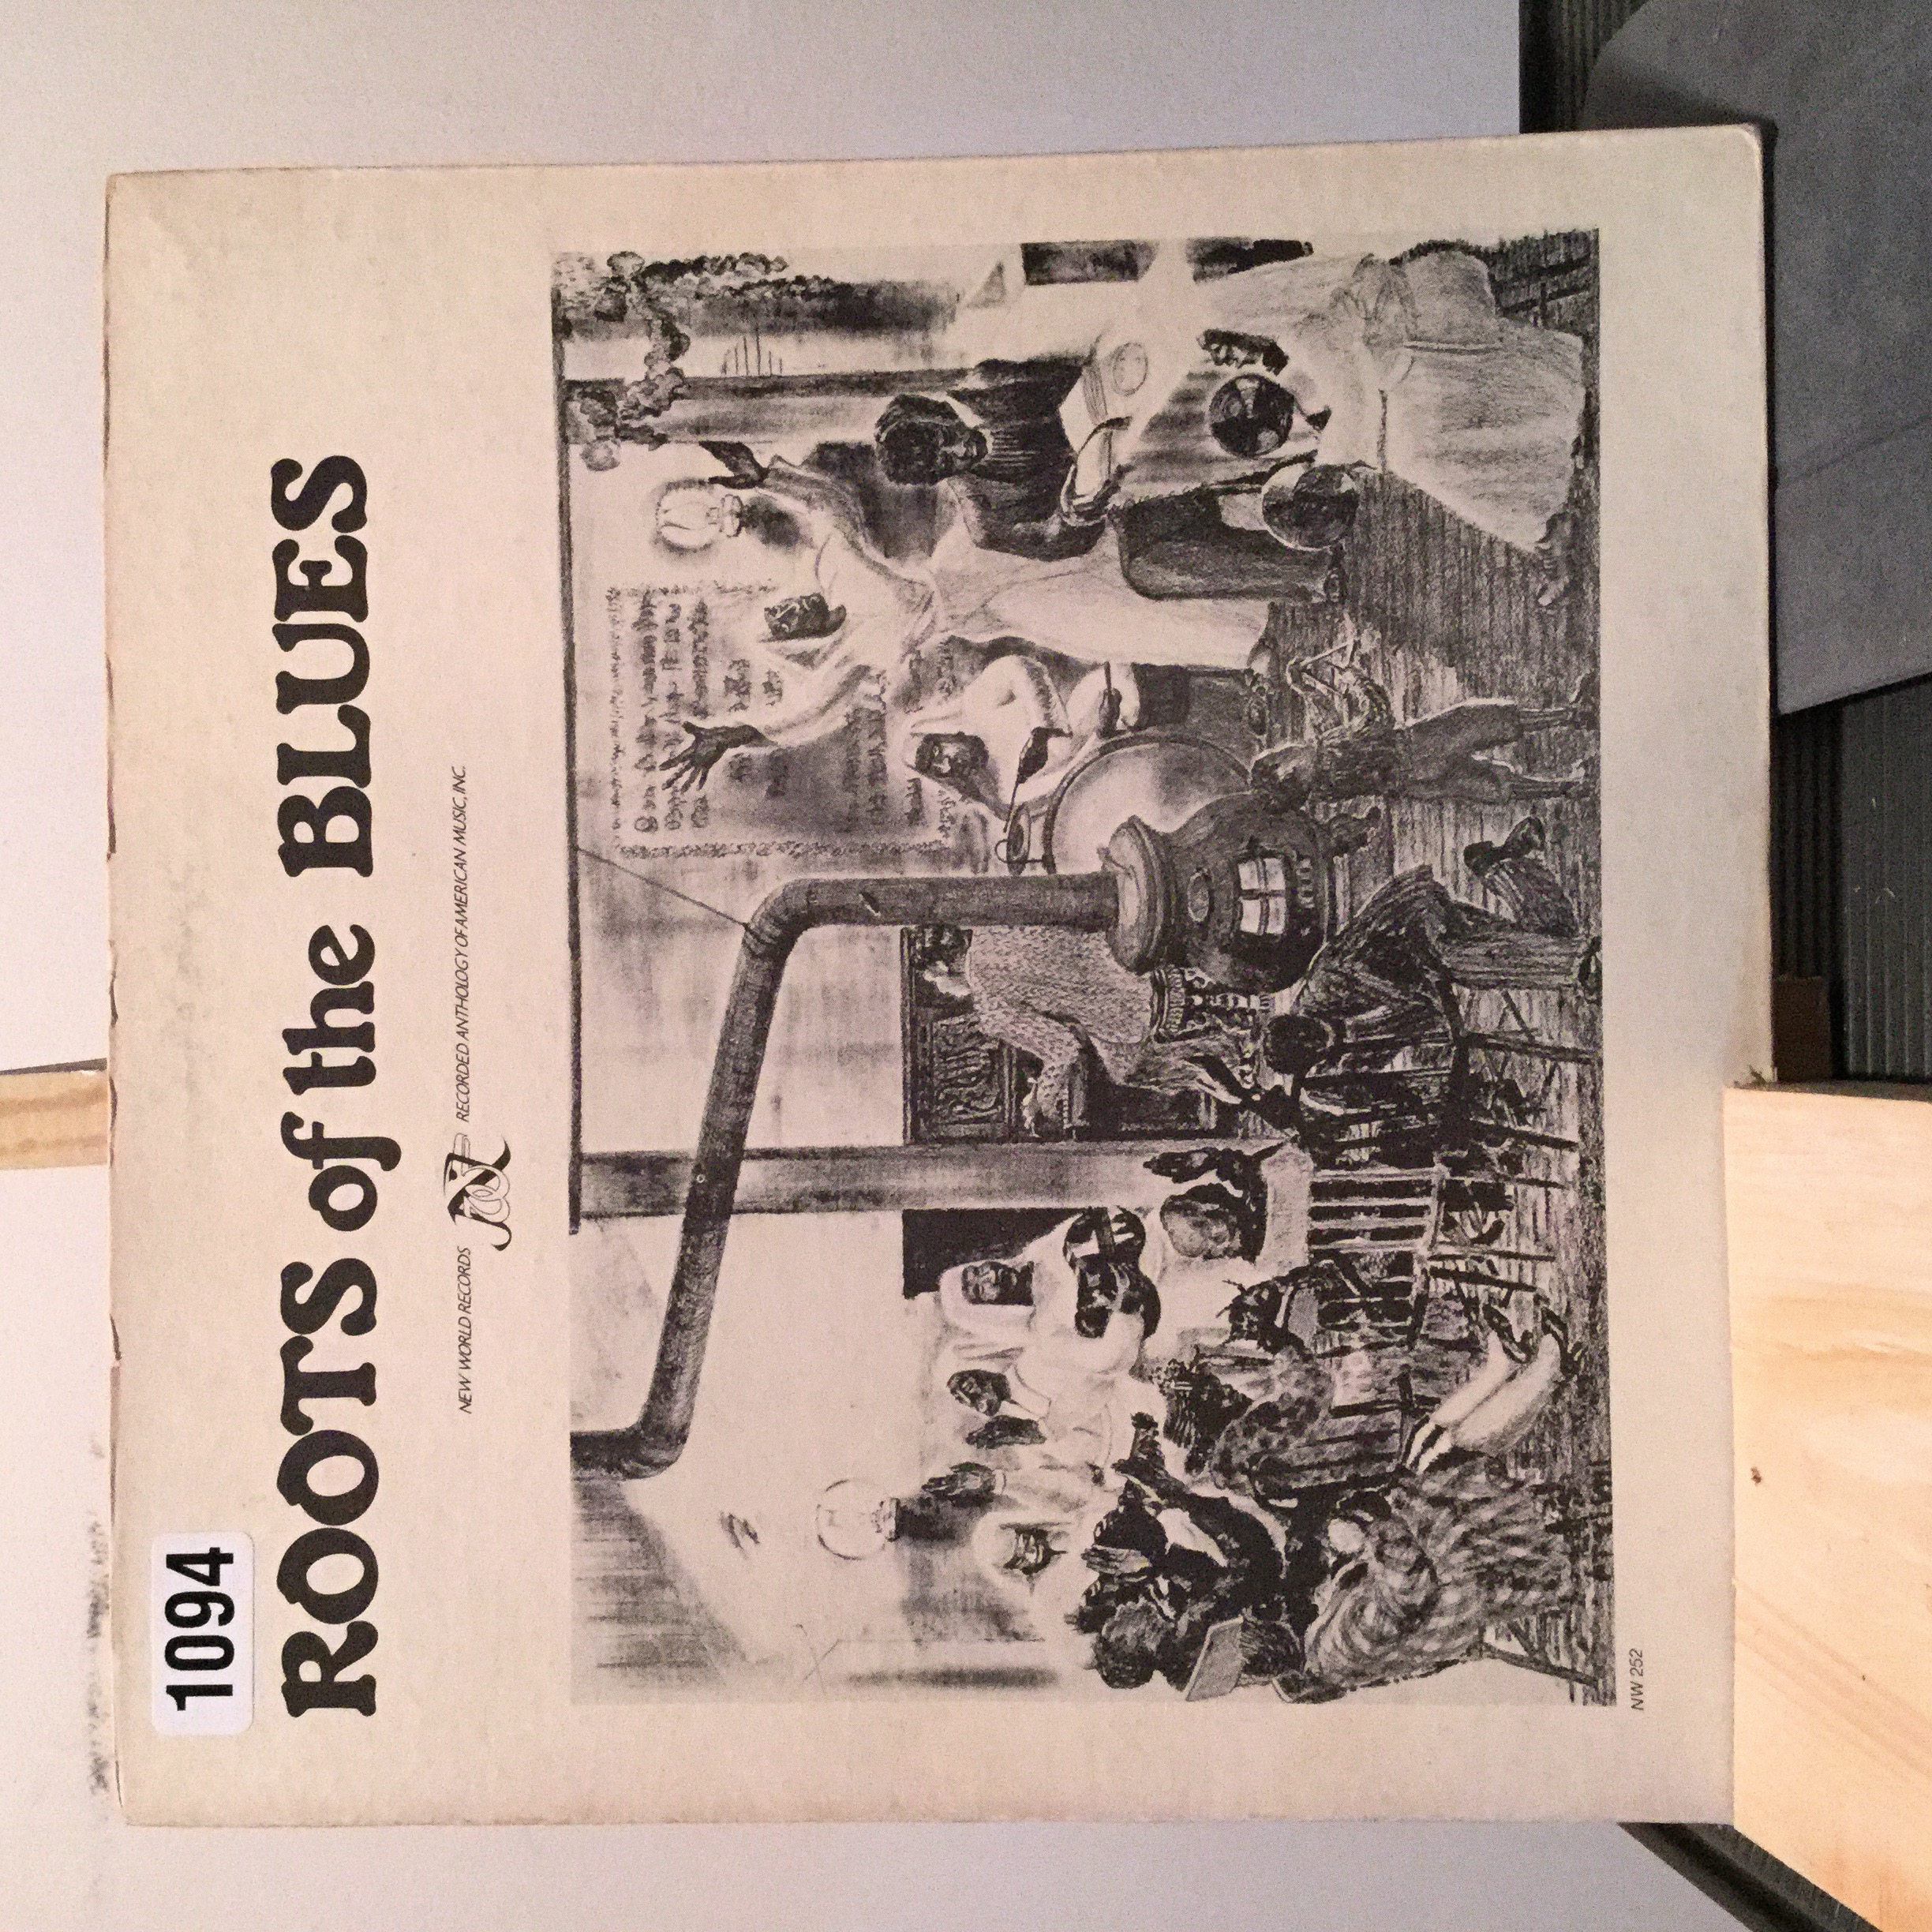 1094
ROOTS of the BLUES
NEW WORLD RECORDS RECORDED ANTHOLOGY OF AMERICAN MUSIC, INC.
NW 252